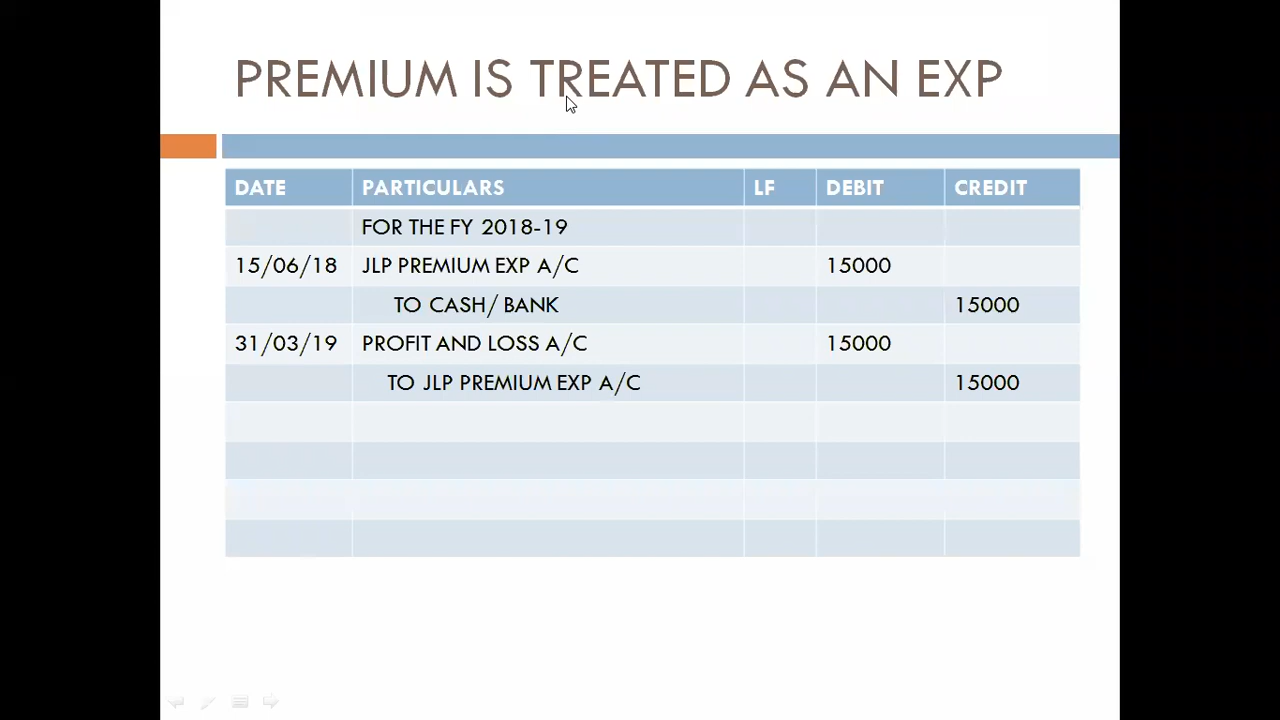 PREMIUM IS TREATED AS AN EXP
DATE PARTICULARS LF DEBIT CREDIT
FOR THE FY 2018-19
15/06/18 JLP PREMIUM EXP A/C 15000
TO CASH/ BANK 15000
31/03/19 PROFIT AND LOSS A/C 15000
TO JLP PREMIUM EXP A/C 15000